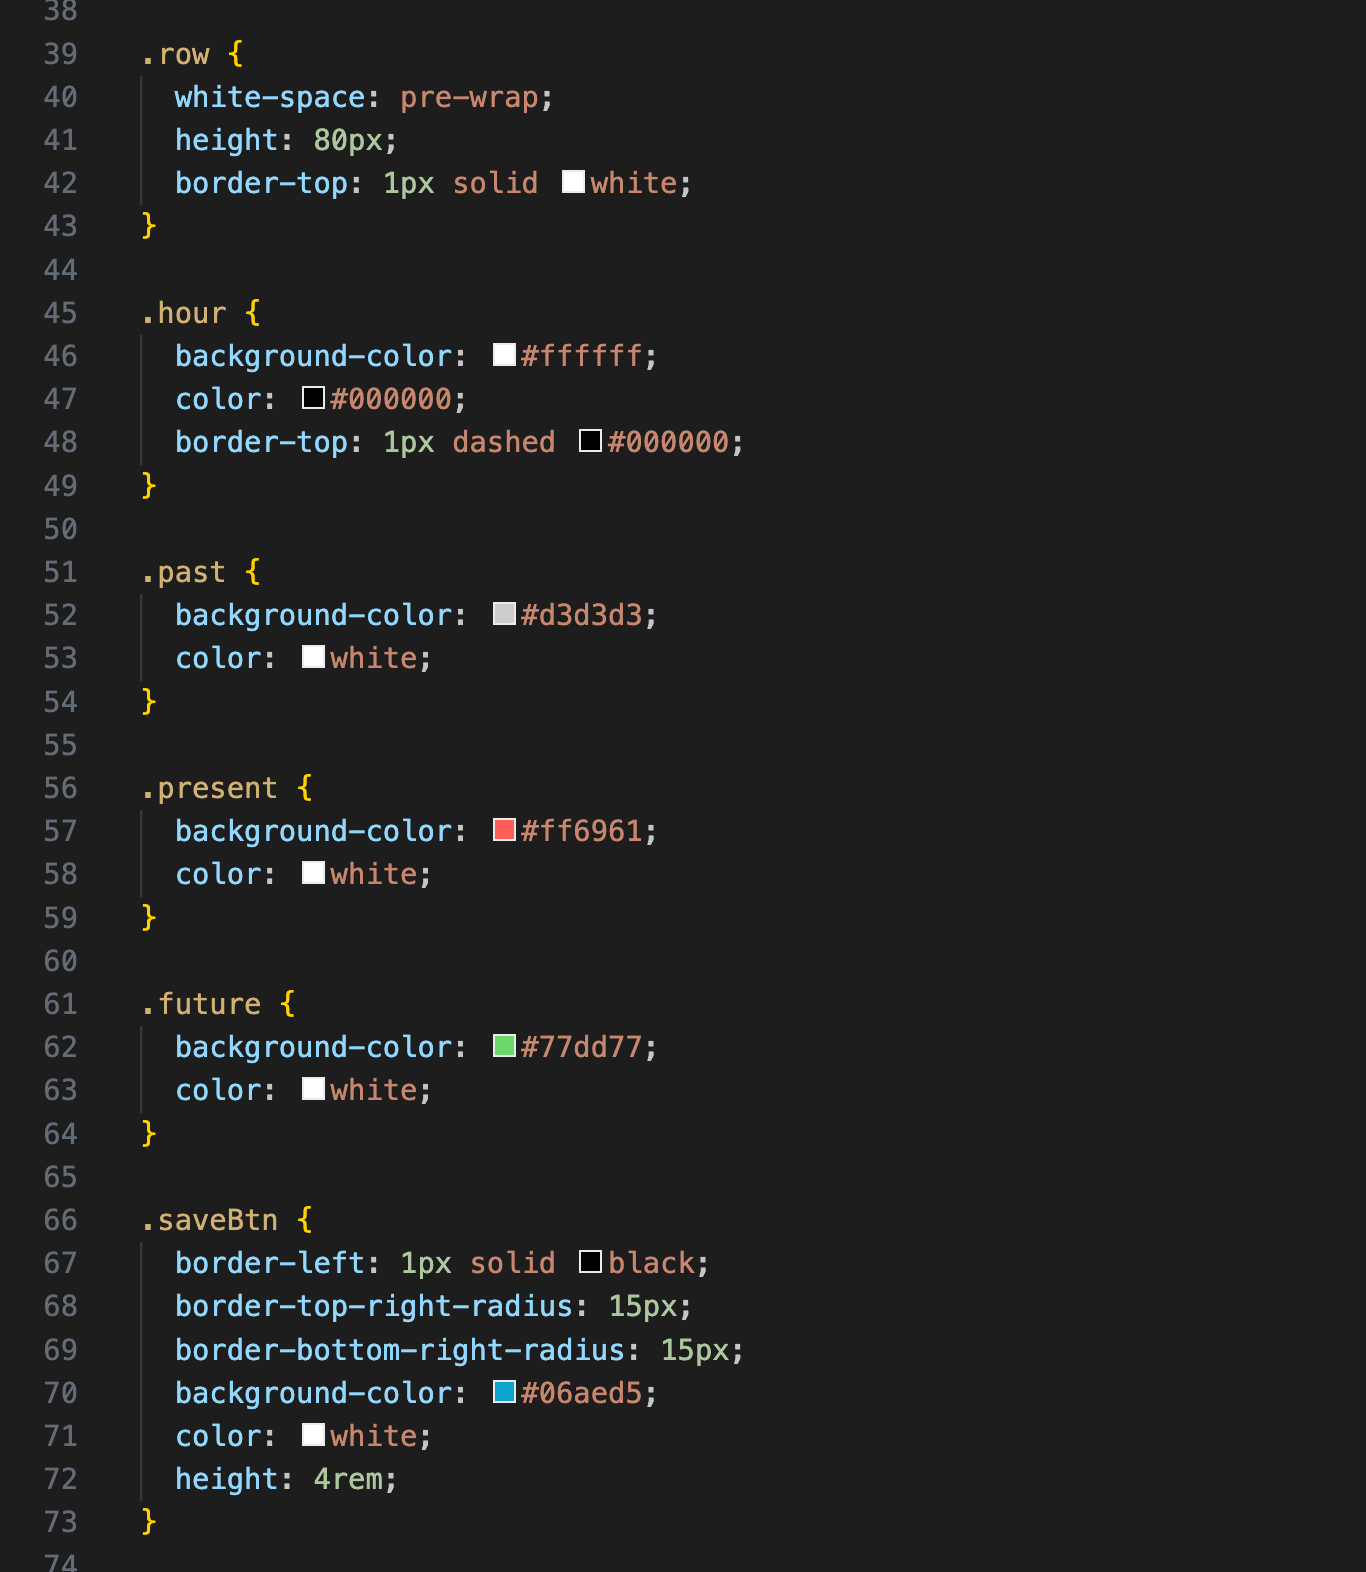 38
39 .row {
40 white-space: pre-wrap;
41 height: 80px;
42 border-top: 1px solid white;
43 }
44
45 .hour {
46 background-color: #ffffff;
47 color: #000000;
48 border-top: 1px dashed #000000;
49 }
50
51 .past {
52 background-color: #d3d3d3;
53 color: white;
54 }
55
56 .present {
57 background-color: #ff6961;
58 color: white;
59 }
60
61 .future {
62 background-color: #77dd77;
63 color: white;
64 }
65
66 .saveBtn {
67 border-left: 1px solid black;
68 border-top-right-radius: 15px;
69 border-bottom-right-radius: 15px;
70 background-color: #06aed5;
71 color: white;
72 height: 4rem;
73 }
74